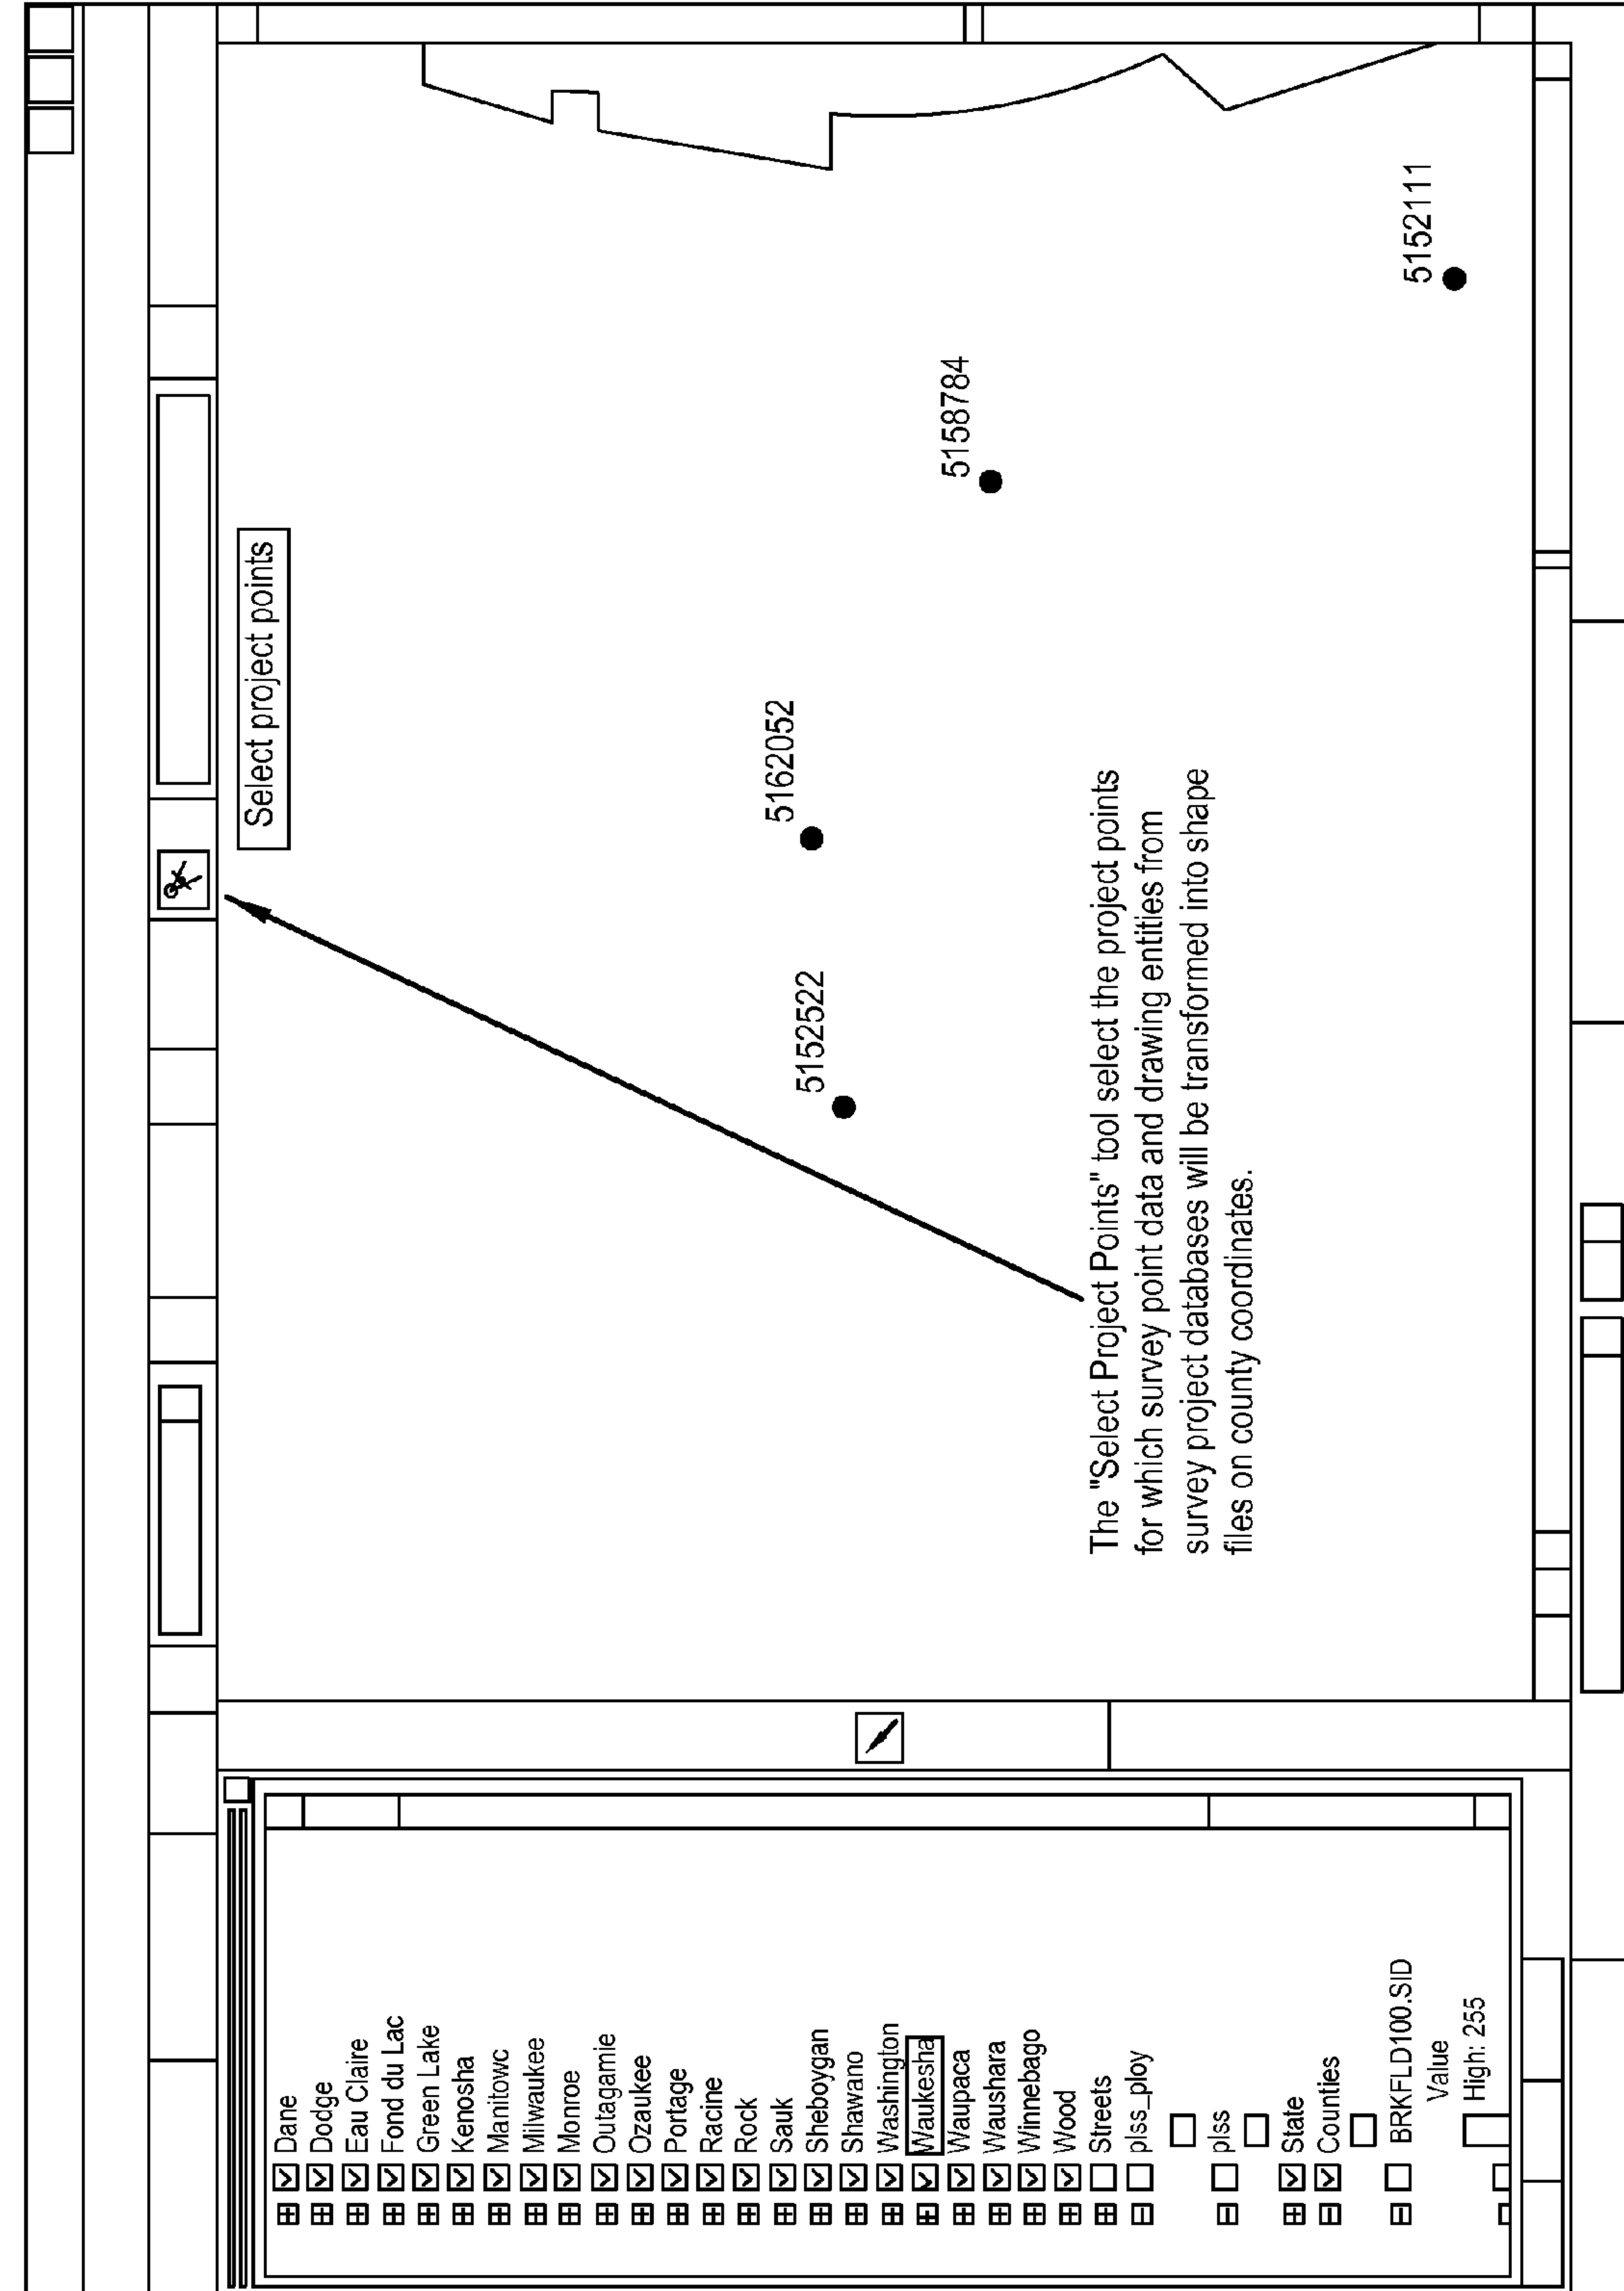 Select project points
Dane
Dodge
Eau Claire
Fond du Lac
Green Lake
Kenosha
Manitowc
Milwaukee
Monroe
Outagamie
Ozaukee
Portage
Racine
Rock
Sauk
Sheboygan
Shawano
Washington
Waukesha
Waupaca
Waushara
Winnebago
Wood
Streets
plss_ploy
plss
State
Counties
BRKFLD100.SID
Value
High: 255
5162052
5152522
5158784
5152111
The "Select Project Points" tool select the project points
for which survey point data and drawing entities from
survey project databases will be transformed into shape
files on county coordinates.